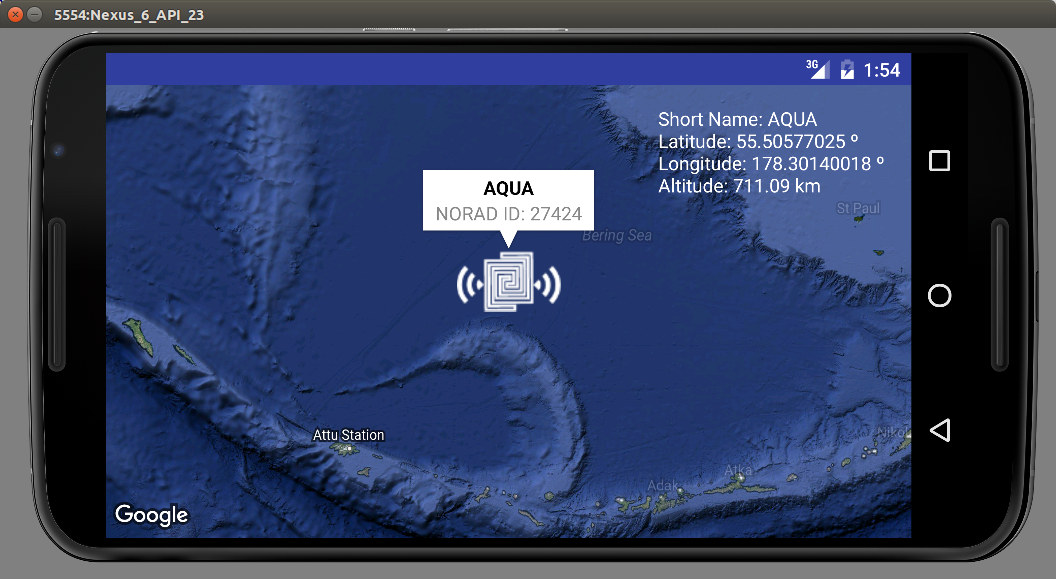 5554:Nexus_6_API_23
3G 1:54
Short Name: AQUA
Latitude: 55.50577025 º
Longitude: 178.30140018 º
Altitude: 711.09 km
AQUA
NORAD ID: 27424
St Paul
Bering Sea
Attu Station
Nikol
Atka
Adak
Google